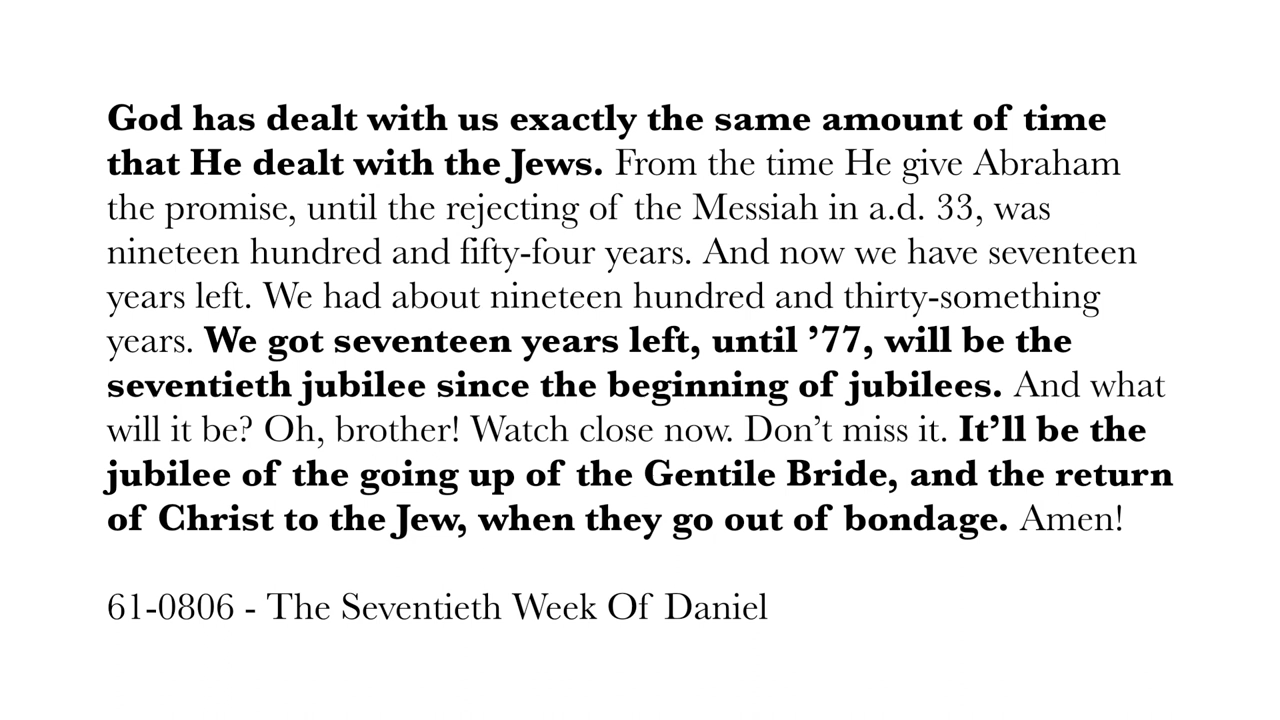 God has dealt with us exactly the same amount of time
that He dealt with the Jews. From the time He give Abraham
the promise, until the rejecting of the Messiah in a.d. 33, was
nineteen hundred and fifty-four years. And now we have seventeen
years left. We had about nineteen hundred and thirty-something
years. We got seventeen years left, until ’77, will be the
seventieth jubilee since the beginning of jubilees. And what
will it be? Oh, brother! Watch close now. Don’t miss it. It’ll be the
jubilee of the going up of the Gentile Bride, and the return
of Christ to the Jew, when they go out of bondage. Amen!
61-0806 - The Seventieth Week Of Daniel